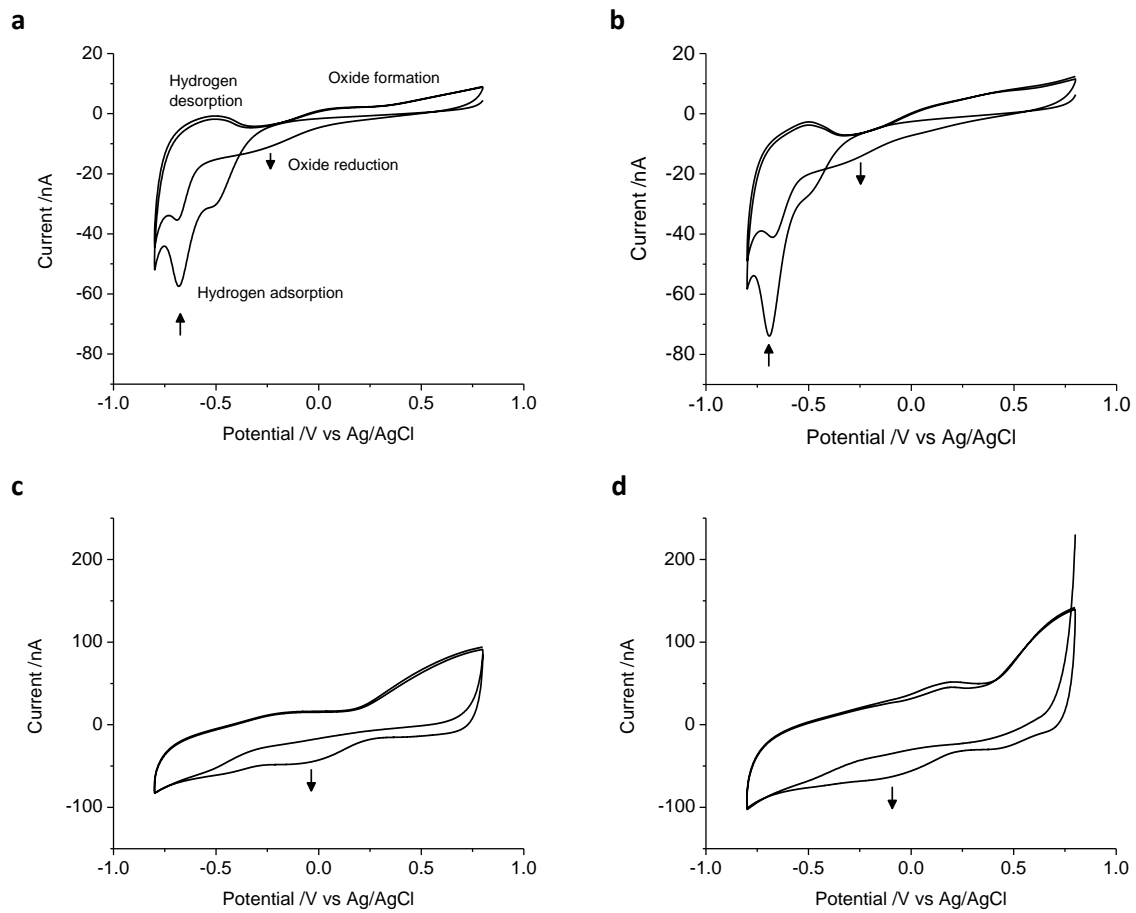 a
20
0
-20
-40
-60
-80
Current /nA
Hydrogen
desorption
Oxide formation
Oxide reduction
Hydrogen adsorption
-1.0 -0.5 0.0 0.5 1.0
Potential /V vs Ag/AgCl
b
20
0
-20
-40
-60
-80
Current /nA
-1.0 -0.5 0.0 0.5 1.0
Potential /V vs Ag/AgCl
c
200
100
0
-100
Current /nA
-1.0 -0.5 0.0 0.5 1.0
Potential /V vs Ag/AgCl
d
200
100
0
-100
Current /nA
-1.0 -0.5 0.0 0.5 1.0
Potential /V vs Ag/AgCl